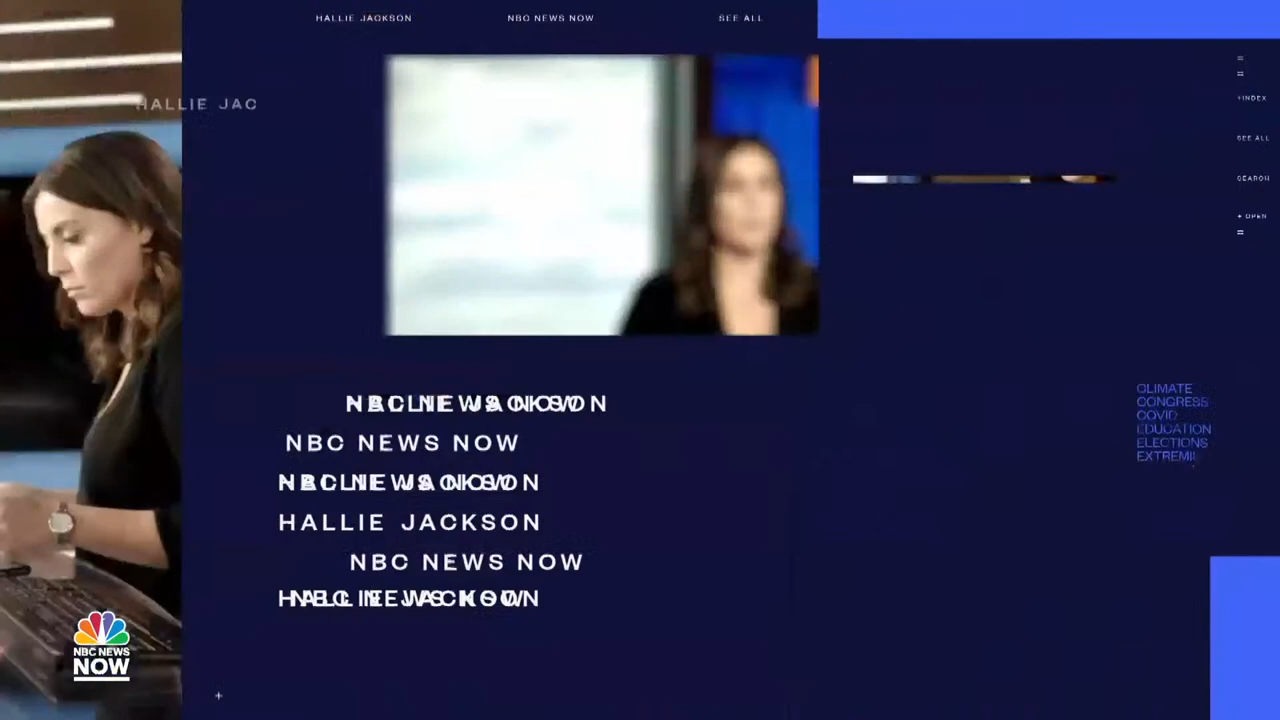 HALLIE JACKSON
NBC NEWS NOW
SEE ALL
HALLIE JAC
+INDEX
SEE ALL
SEARCH
+ OPEN
NBC NEWS NOW
HALLIE JACKSON
NBC NEWS NOW
CLIMATE
CONGRESS
COVID
EDUCATION
ELECTIONS
EXTREMI
NBC NEWS
NOW